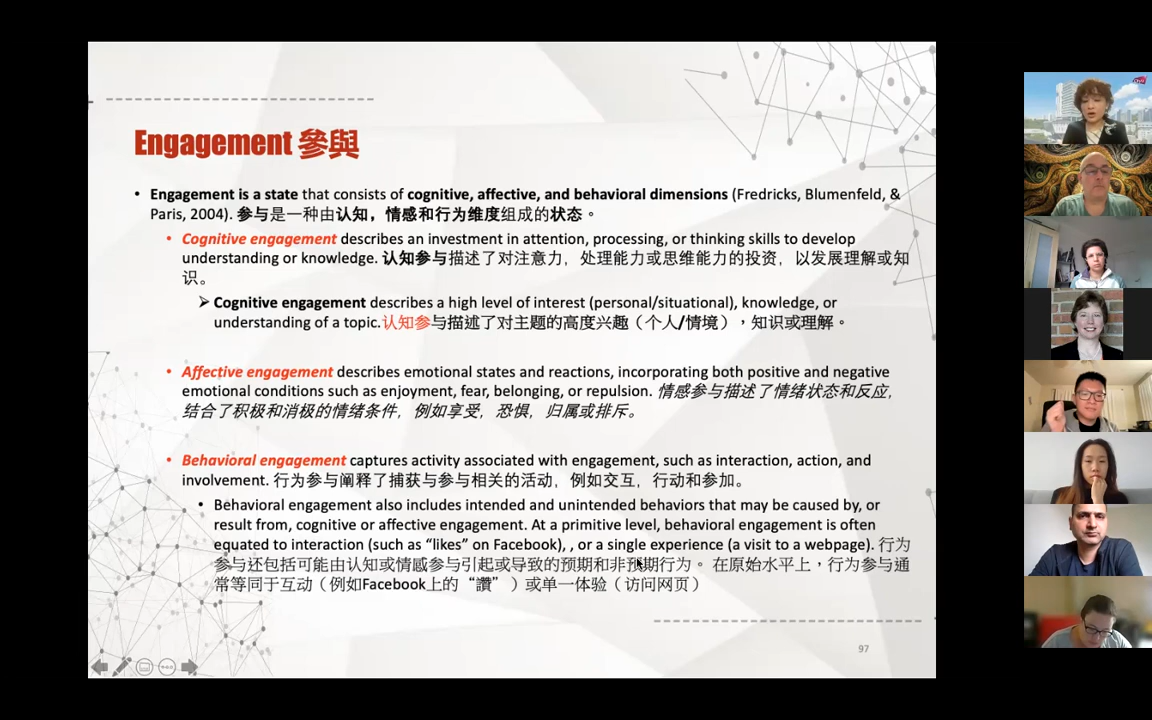 Engagement 參與
• Engagement is a state that consists of cognitive, affective, and behavioral dimensions (Fredricks, Blumenfeld, &
Paris, 2004). 参与是一种由认知，情感和行为维度组成的状态。
• Cognitive engagement describes an investment in attention, processing, or thinking skills to develop
understanding or knowledge. 认知参与描述了对注意力，处理能力或思维能力的投资，以发展理解或知
识。
➢ Cognitive engagement describes a high level of interest (personal/situational), knowledge, or
understanding of a topic.认知参与描述了对主题的高度兴趣（个人/情境），知识或理解。
• Affective engagement describes emotional states and reactions, incorporating both positive and negative
emotional conditions such as enjoyment, fear, belonging, or repulsion. 情感参与描述了情绪状态和反应，
结合了积极和消极的情绪条件，例如享受，恐惧，归属或排斥。
• Behavioral engagement captures activity associated with engagement, such as interaction, action, and
involvement. 行为参与阐释了捕获与参与相关的活动，例如交互，行动和参加。
• Behavioral engagement also includes intended and unintended behaviors that may be caused by, or
result from, cognitive or affective engagement. At a primitive level, behavioral engagement is often
equated to interaction (such as “likes” on Facebook), , or a single experience (a visit to a webpage). 行为
参与还包括可能由认知或情感参与引起或导致的预期和非预期行为。 在原始水平上，行为参与通
常等同于互动（例如Facebook上的“讚”）或单一体验（访问网页）
97